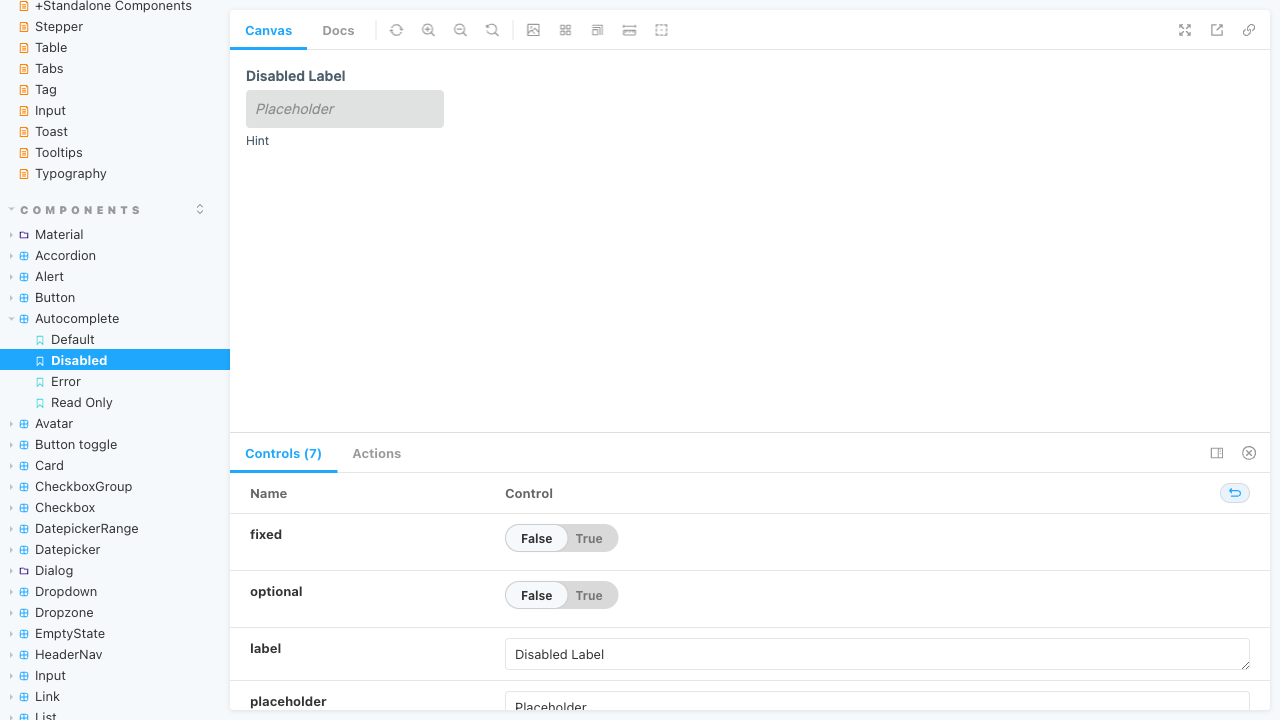 +Standalone Components
Stepper
Table
Tabs
Tag
Input
Toast
Tooltips
Typography
COMPONENTS
Material
Accordion
Alert
Button
Autocomplete
Default
Disabled
Error
Read Only
Avatar
Button toggle
Card
CheckboxGroup
Checkbox
DatepickerRange
Datepicker
Dialog
Dropdown
Dropzone
EmptyState
HeaderNav
Input
Link
List
Canvas Docs
Disabled Label
Placeholder
Hint
Controls (7) Actions
Name Control
fixed False True
optional False True
label Disabled Label
placeholder Placeholder